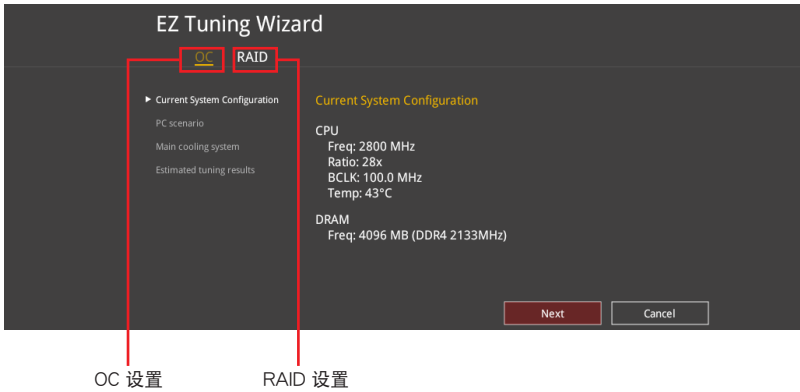 EZ Tuning Wizard
OC RAID
Current System Configuration
PC scenario
Main cooling system
Estimated tuning results
Current System Configuration
CPU
Freq: 2800 MHz
Ratio: 28x
BCLK: 100.0 MHz
Temp: 43°C
DRAM
Freq: 4096 MB (DDR4 2133MHz)
Next Cancel
OC 设置 RAID 设置